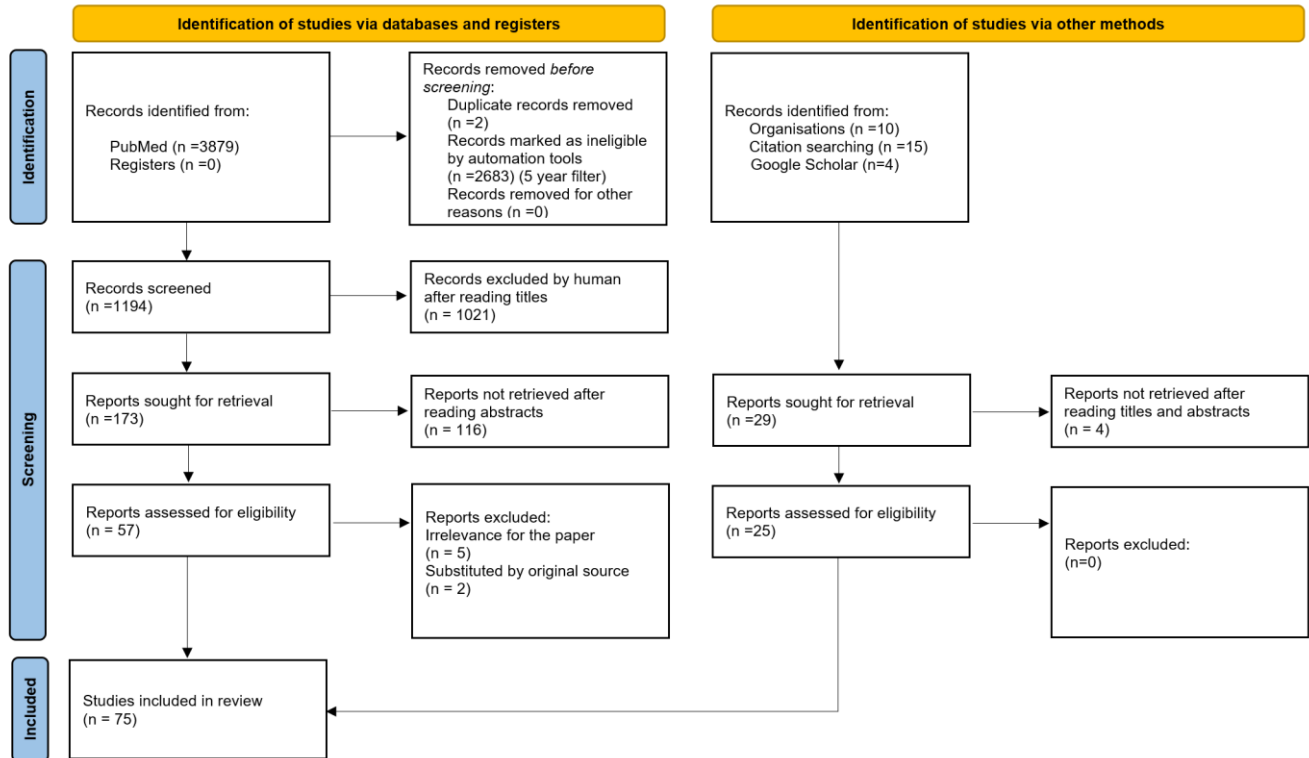 Identification of studies via databases and registers
Identification of studies via other methods
Identification
Records identified from:
PubMed (n =3879)
Registers (n =0)
Records removed before
screening:
Duplicate records removed
(n =2)
Records marked as ineligible
by automation tools
(n =2683) (5 year filter)
Records removed for other
reasons (n =0)
Records identified from:
Organisations (n =10)
Citation searching (n =15)
Google Scholar (n=4)
Screening
Records screened
(n =1194)
Records excluded by human
after reading titles
(n = 1021)
Reports sought for retrieval
(n =173)
Reports not retrieved after
reading abstracts
(n = 116)
Reports sought for retrieval
(n =29)
Reports not retrieved after
reading titles and abstracts
(n = 4)
Reports assessed for eligibility
(n = 57)
Reports excluded:
Irrelevance for the paper
(n = 5)
Substituted by original source
(n = 2)
Reports assessed for eligibility
(n =25)
Reports excluded:
(n=0)
Included
Studies included in review
(n = 75)